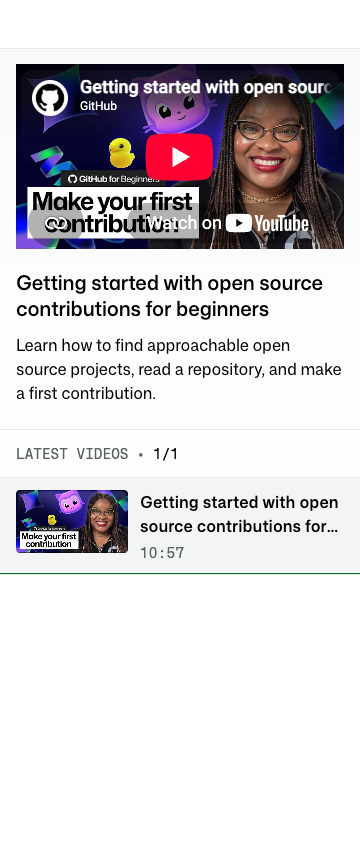 Getting started with open sourc
GitHub
GitHub for Beginners
Make your first
contribution
Watch on YouTube
Getting started with open source
contributions for beginners
Learn how to find approachable open
source projects, read a repository, and make
a first contribution.
LATEST VIDEOS • 1/1
Make your first
contribution
Getting started with open
source contributions for…
10:57